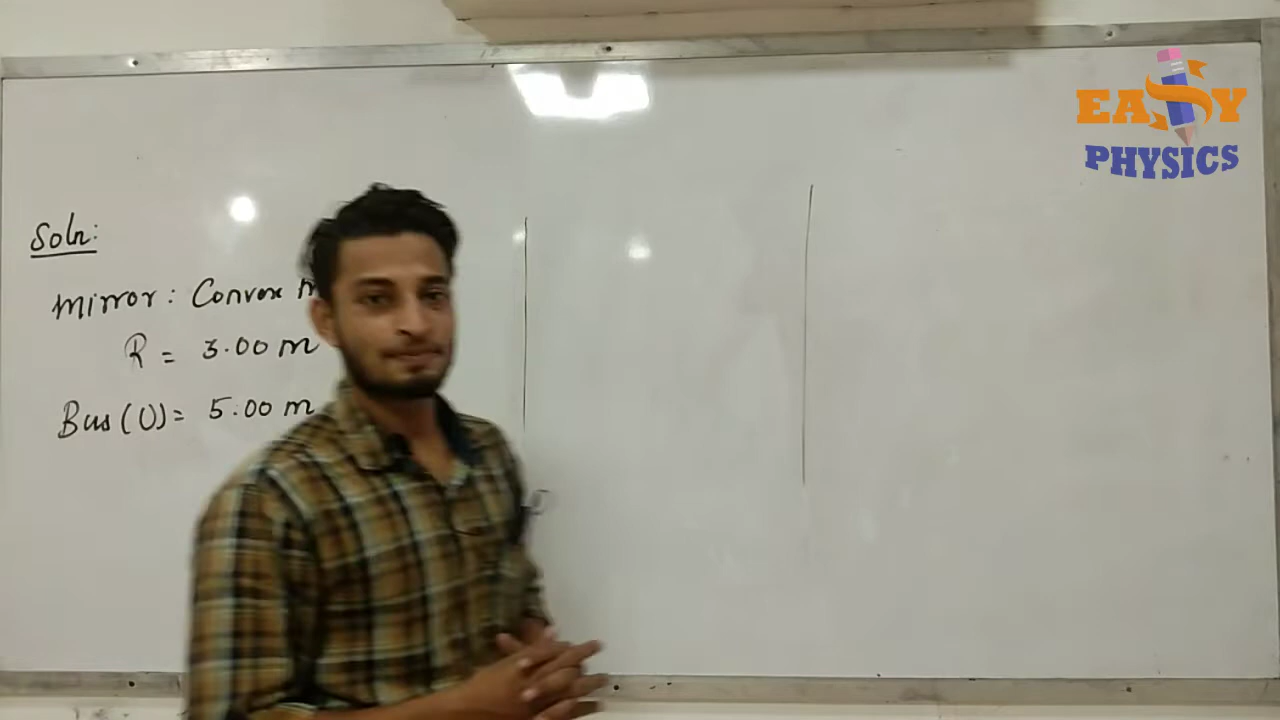 EASY
PHYSICS
Soln:
Mirror: Convex
R = 3.00 m
Bus (U) = 5.00 m